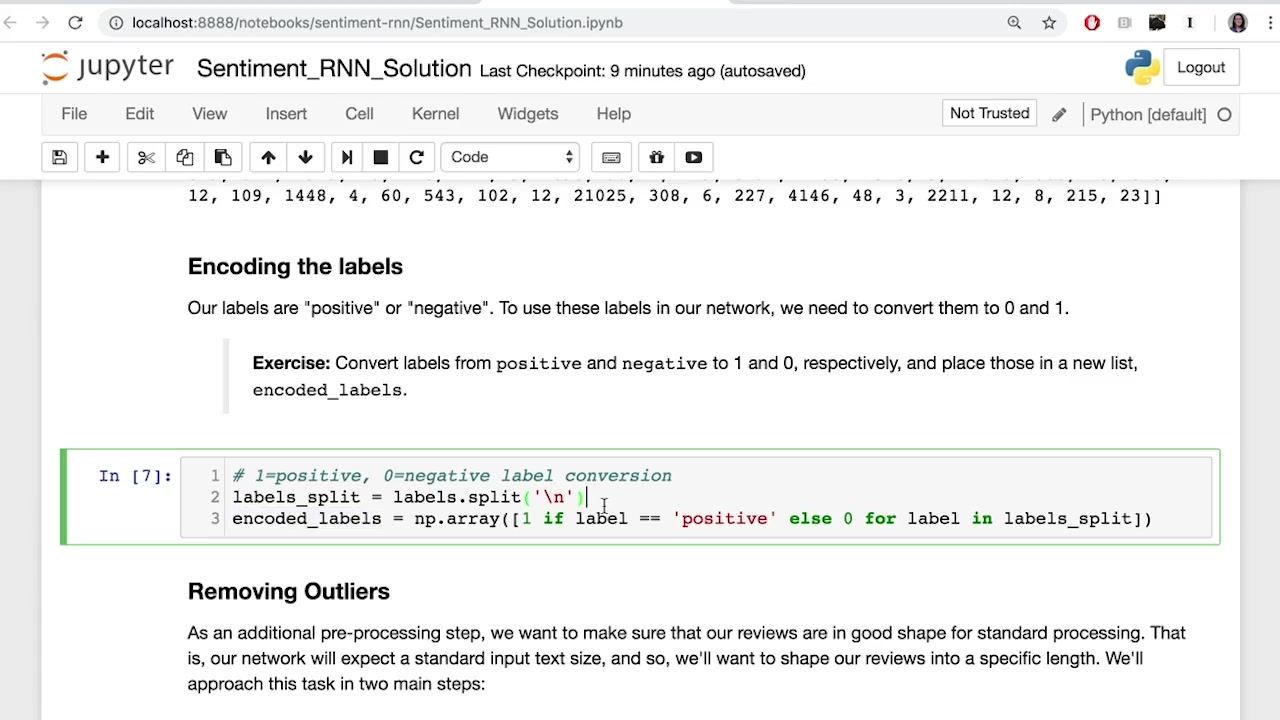 localhost:8888/notebooks/sentiment-rnn/Sentiment_RNN_Solution.ipynb
jupyter Sentiment_RNN_Solution Last Checkpoint: 9 minutes ago (autosaved)
Logout
File Edit View Insert Cell Kernel Widgets Help
Not Trusted
Python [default]
Code
12, 109, 1448, 4, 60, 543, 102, 12, 21025, 308, 6, 227, 4146, 48, 3, 2211, 12, 8, 215, 23]]
Encoding the labels
Our labels are "positive" or "negative". To use these labels in our network, we need to convert them to 0 and 1.
Exercise: Convert labels from positive and negative to 1 and 0, respectively, and place those in a new list,
encoded_labels.
In [7]:
1 # 1=positive, 0=negative label conversion
2 labels_split = labels.split('\n')
3 encoded_labels = np.array([1 if label == 'positive' else 0 for label in labels_split])
Removing Outliers
As an additional pre-processing step, we want to make sure that our reviews are in good shape for standard processing. That
is, our network will expect a standard input text size, and so, we'll want to shape our reviews into a specific length. We'll
approach this task in two main steps: